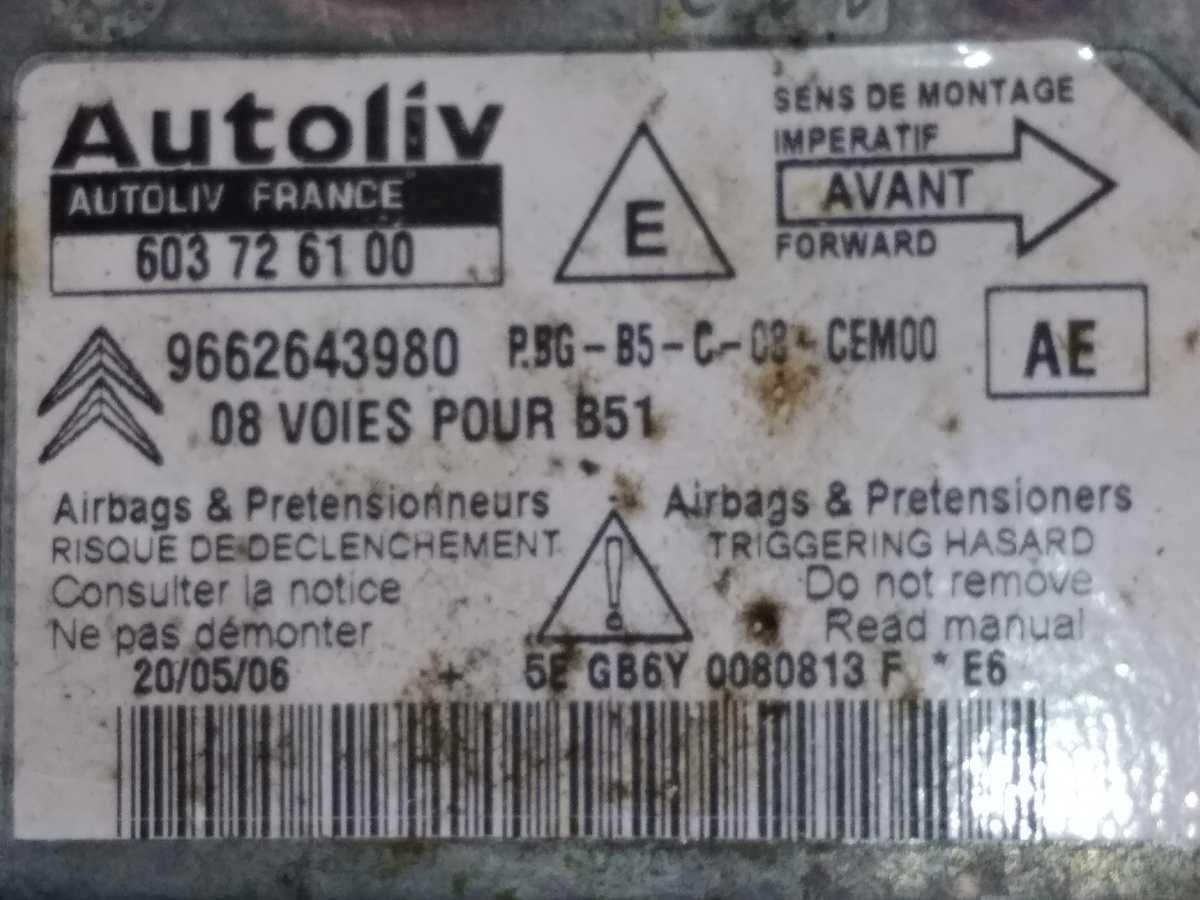 Autoliv
AUTOLIV FRANCE
603 72 61 00
E
SENS DE MONTAGE
IMPERATIF
AVANT
FORWARD
9662643980 P.BG-B5-C-08-CEM00
AE
08 VOIES POUR B51
Airbags & Pretensionneurs
RISQUE DE DECLENCHEMENT
Consulter la notice
Ne pas démonter
!
Airbags & Pretensioners
TRIGGERING HASARD
Do not remove
Read manual
20/05/06 5E GB6Y 0080813 F * E6